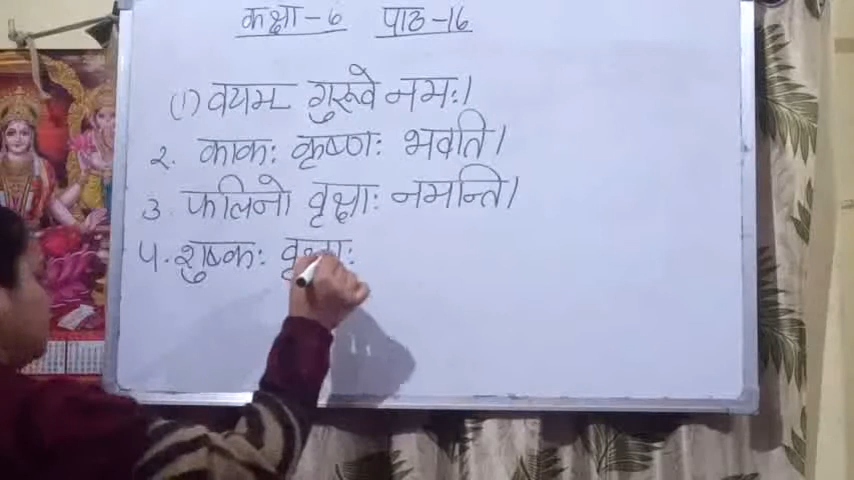 कक्षा - 6 पाठ - 16
(1) वयम् गुरूवे नमः।
2. काकः कृष्णः भवति।
3. फलिनो वृक्षाः नमन्ति।
4. शुष्कः वृक्षाः